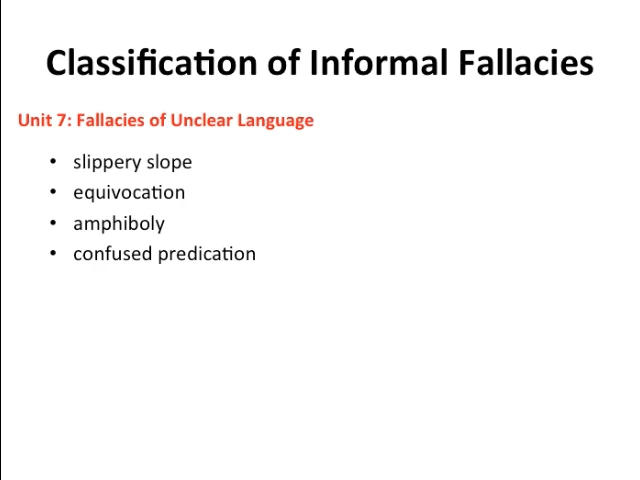 Classification of Informal Fallacies
Unit 7: Fallacies of Unclear Language
• slippery slope
• equivocation
• amphiboly
• confused predication